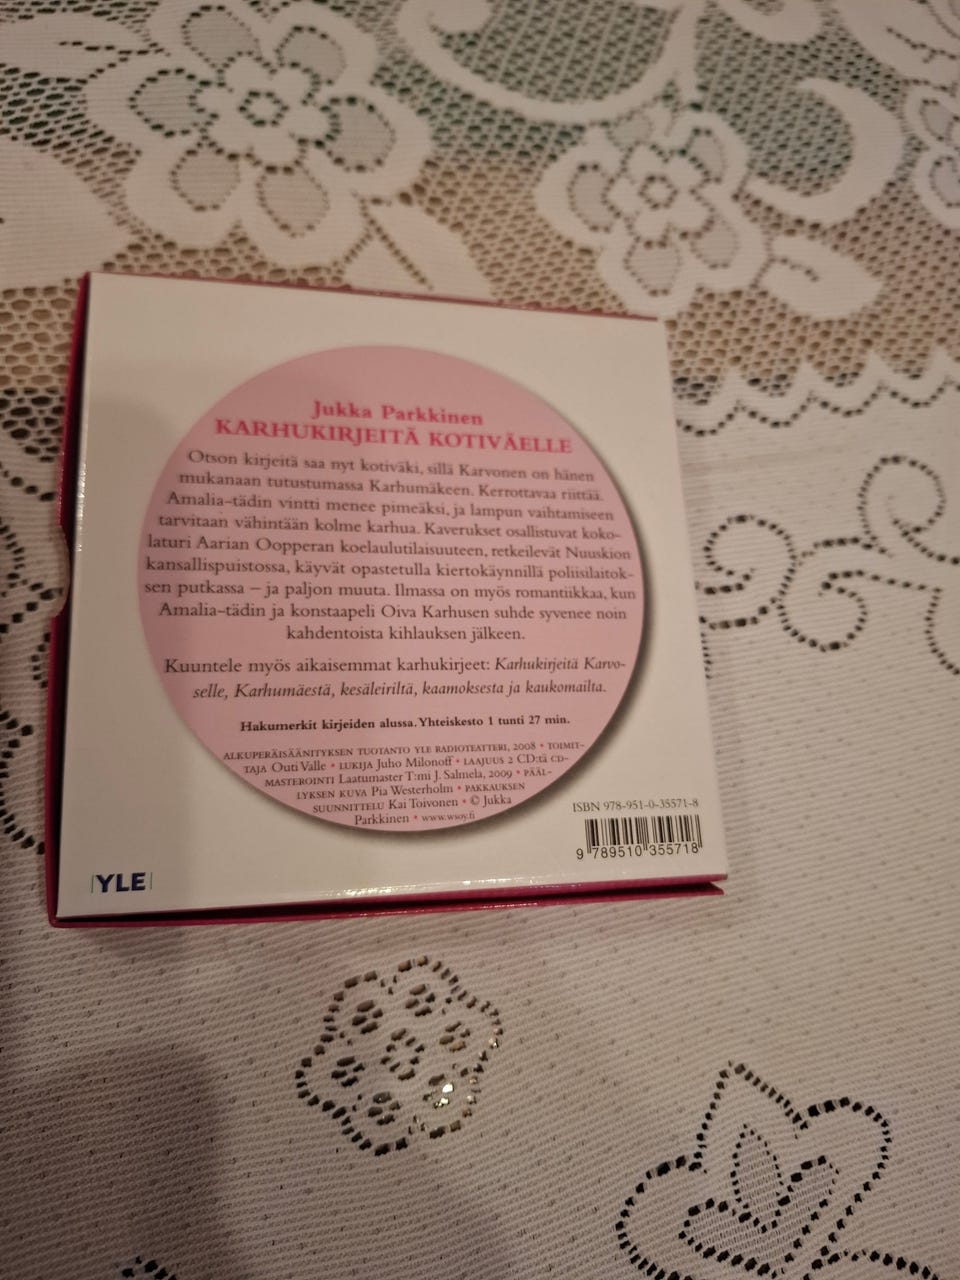 Jukka Parkkinen
KARHUKIRJEITÄ KOTIVÄELLE
Otson kirjeitä saa nyt kotiväki, sillä Karvonen on hänen
mukanaan tutustumassa Karhumäkeen. Kerrottavaa riittää.
Amalia-tädin vintti menee pimeäksi, ja lampun vaihtamiseen
tarvitaan vähintään kolme karhua. Kaverukset osallistuvat koko-
laturi Aarian Oopperan koelaulutilaisuuteen, retkeilevät Nuuskion
kansallispuistossa, käyvät opastetulla kiertokäynnillä poliisilaitok-
sen putkassa – ja paljon muuta. Ilmassa on myös romantiikkaa, kun
Amalia-tädin ja konstaapeli Oiva Karhusen suhde syvenee noin
kahdentoista kihlauksen jälkeen.
Kuuntele myös aikaisemmat karhukirjeet: Karhukirjeitä Karvo-
selle, Karhumäestä, kesäleiriltä, kaamoksesta ja kaukomailta.
Hakumerkit kirjeiden alussa. Yhteiskesto 1 tunti 27 min.
ALKUPERÄISÄÄNITYKSEN TUOTANTO YLE RADIOTEATTERI, 2008 • TOIMIT-
TAJA Outi Valle • LUKIJA Juho Milonoff • LAAJUUS 2 CD:tä CD-
MASTEROINTI Laatumaster T:mi J. Salmela, 2009 • PÄÄL-
LYKSEN KUVA Pia Westerholm • PAKKAUKSEN
SUUNNITTELU Kai Toivonen • © Jukka
Parkkinen • www.wsoy.fi
ISBN 978-951-0-35571-8
9 789510 355718
YLE